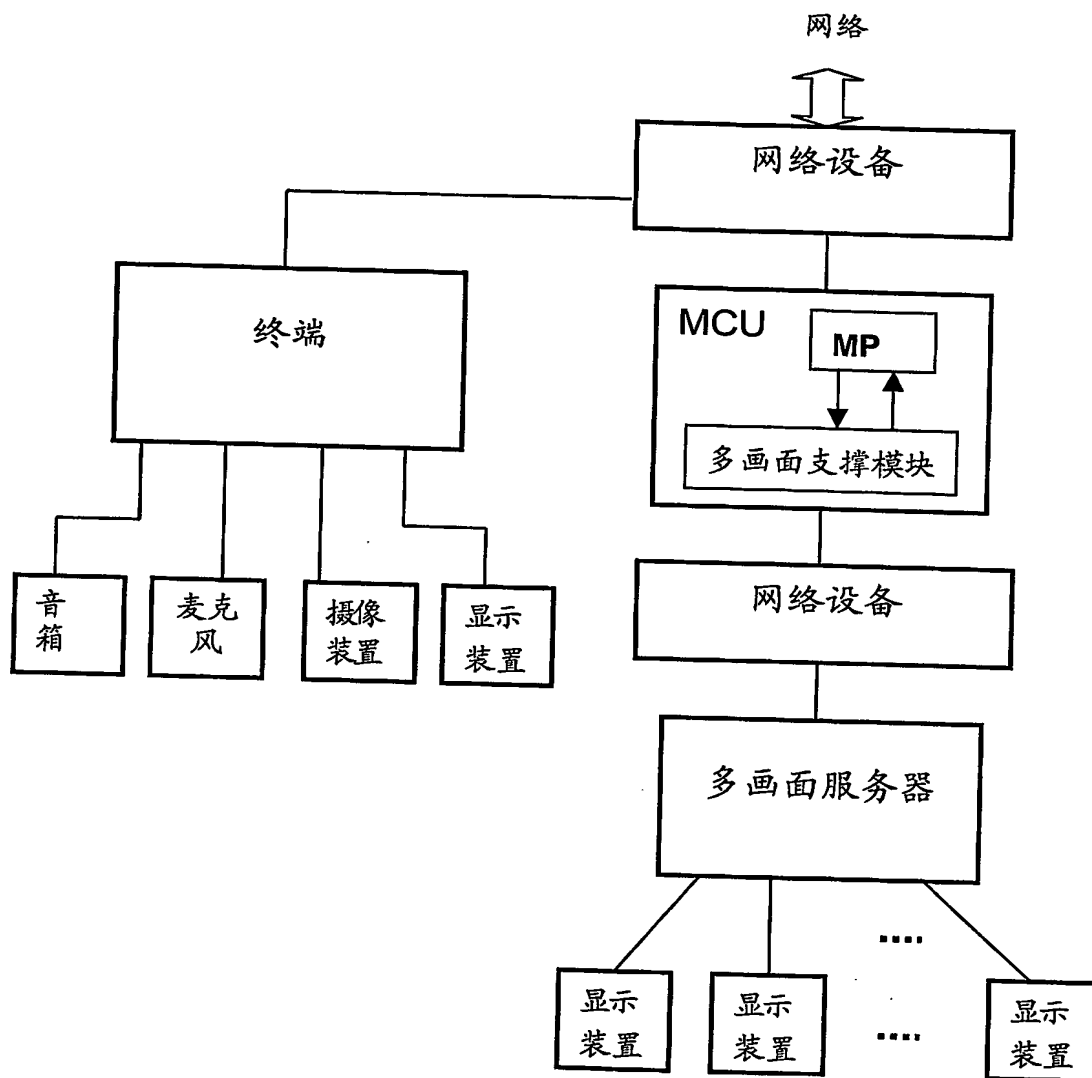 网络
网络设备
终端
MCU
MP
多画面支撑模块
音
箱
麦克
风
摄像
装置
显示
装置
网络设备
多画面服务器
....
显示
装置
显示
装置
....
显示
装置